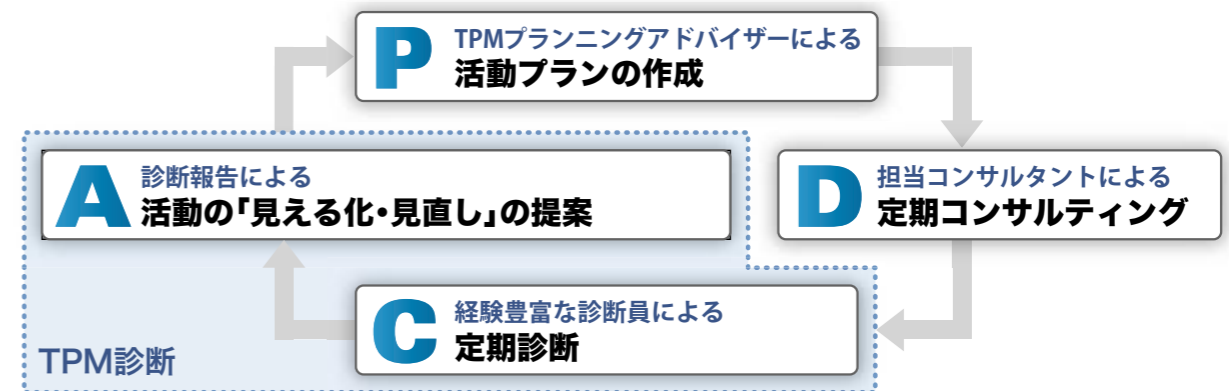 P
TPMプランニングアドバイザーによる
活動プランの作成
A
診断報告による
活動の「見える化・見直し」の提案
D
担当コンサルタントによる
定期コンサルティング
C
経験豊富な診断員による
定期診断
TPM診断